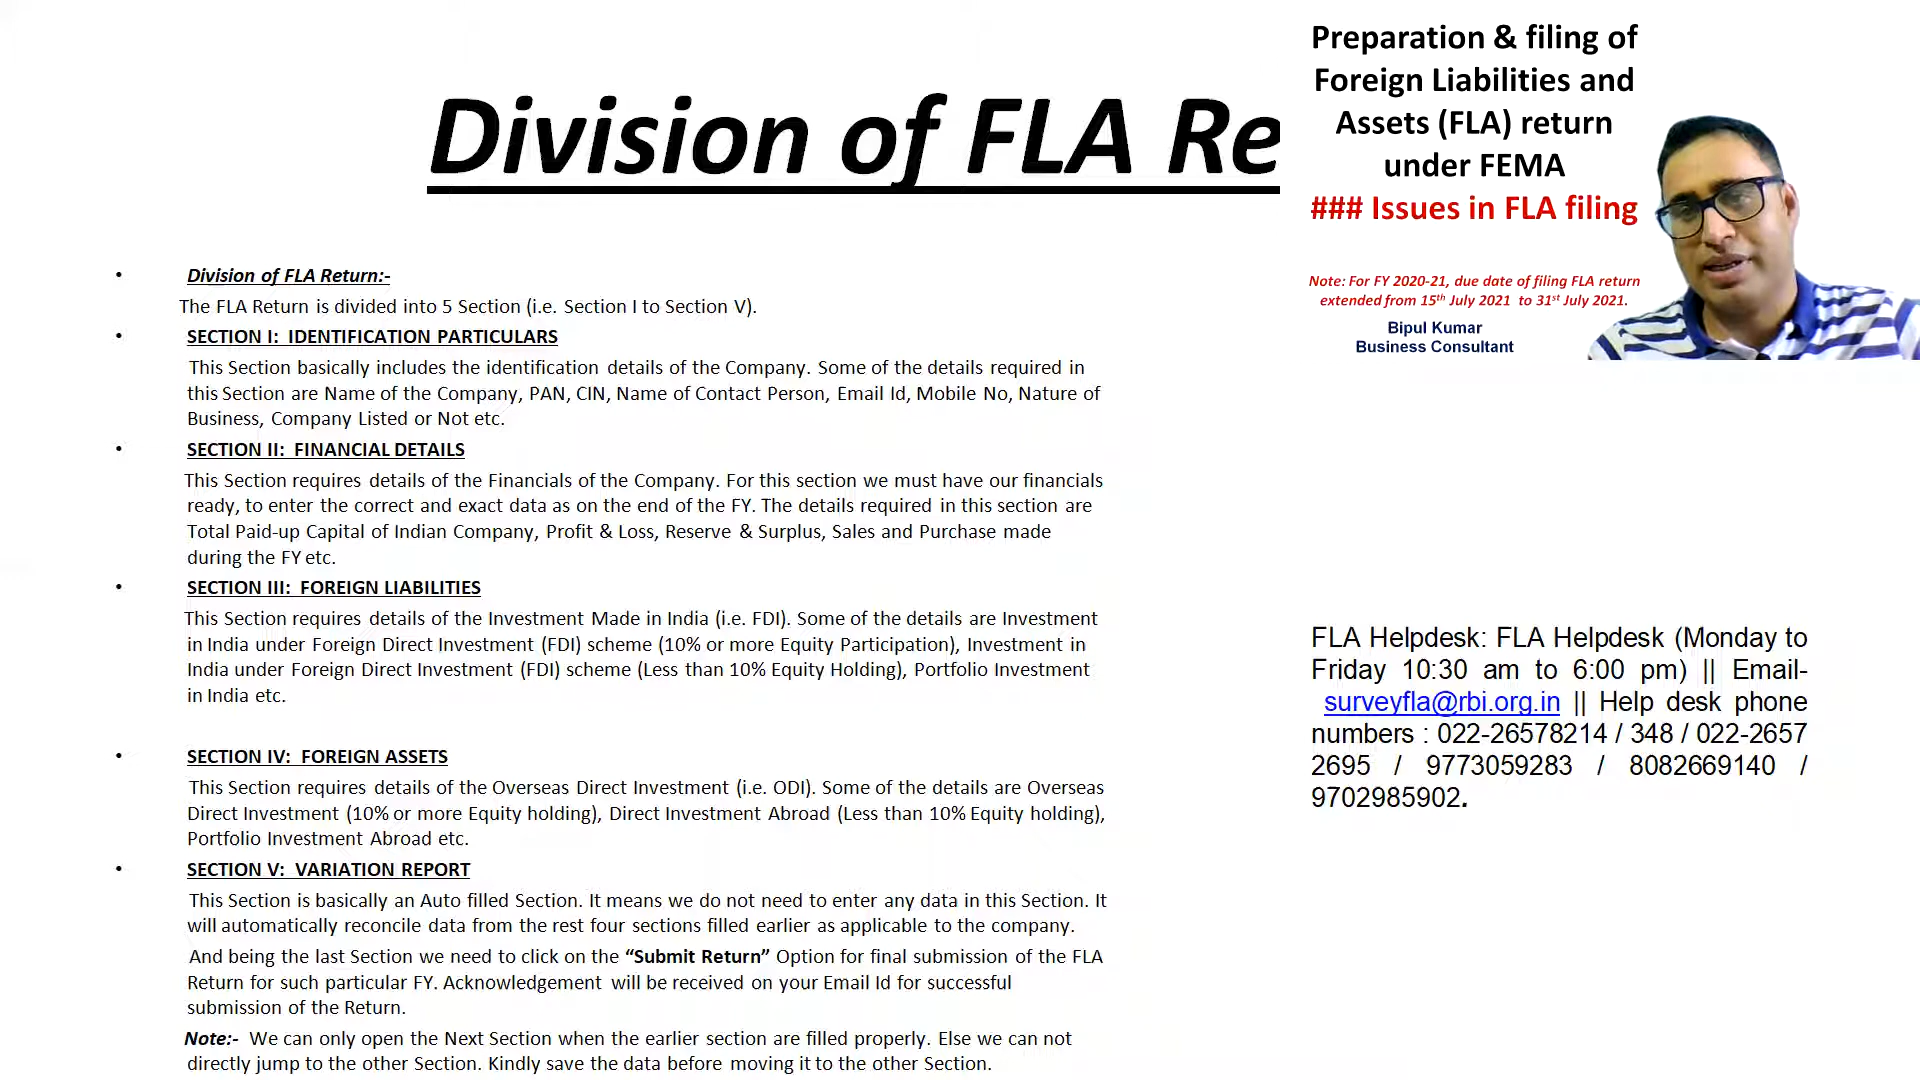 Division of FLA Re
• Division of FLA Return:-
The FLA Return is divided into 5 Section (i.e. Section I to Section V).
• SECTION I: IDENTIFICATION PARTICULARS
This Section basically includes the identification details of the Company. Some of the details required in
this Section are Name of the Company, PAN, CIN, Name of Contact Person, Email Id, Mobile No, Nature of
Business, Company Listed or Not etc.
• SECTION II: FINANCIAL DETAILS
This Section requires details of the Financials of the Company. For this section we must have our financials
ready, to enter the correct and exact data as on the end of the FY. The details required in this section are
Total Paid-up Capital of Indian Company, Profit & Loss, Reserve & Surplus, Sales and Purchase made
during the FY etc.
• SECTION III: FOREIGN LIABILITIES
This Section requires details of the Investment Made in India (i.e. FDI). Some of the details are Investment
in India under Foreign Direct Investment (FDI) scheme (10% or more Equity Participation), Investment in
India under Foreign Direct Investment (FDI) scheme (Less than 10% Equity Holding), Portfolio Investment
in India etc.
• SECTION IV: FOREIGN ASSETS
This Section requires details of the Overseas Direct Investment (i.e. ODI). Some of the details are Overseas
Direct Investment (10% or more Equity holding), Direct Investment Abroad (Less than 10% Equity holding),
Portfolio Investment Abroad etc.
• SECTION V: VARIATION REPORT
This Section is basically an Auto filled Section. It means we do not need to enter any data in this Section. It
will automatically reconcile data from the rest four sections filled earlier as applicable to the company.
And being the last Section we need to click on the “Submit Return” Option for final submission of the FLA
Return for such particular FY. Acknowledgement will be received on your Email Id for successful
submission of the Return.
Note:- We can only open the Next Section when the earlier section are filled properly. Else we can not
directly jump to the other Section. Kindly save the data before moving it to the other Section.
Preparation & filing of
Foreign Liabilities and
Assets (FLA) return
under FEMA
### Issues in FLA filing
Note: For FY 2020-21, due date of filing FLA return
extended from 15th July 2021 to 31st July 2021.
Bipul Kumar
Business Consultant
FLA Helpdesk: FLA Helpdesk (Monday to
Friday 10:30 am to 6:00 pm) || Email-
surveyfla@rbi.org.in || Help desk phone
numbers : 022-26578214 / 348 / 022-2657
2695 / 9773059283 / 8082669140 /
9702985902.